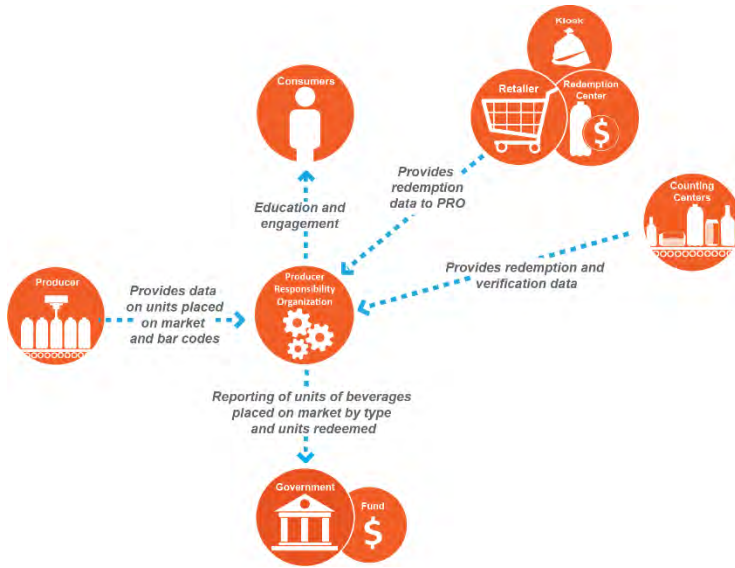 Kiosk
Consumers
Retailer
Redemption
Center
$
Provides
redemption
data to PRO
Counting
Centers
Education and
engagement
Provides redemption and
verification data
Producer
Provides data
on units placed
on market
and bar codes
Producer
Responsibility
Organization
Reporting of units of beverages
placed on market by type
and units redeemed
Government
Fund
$